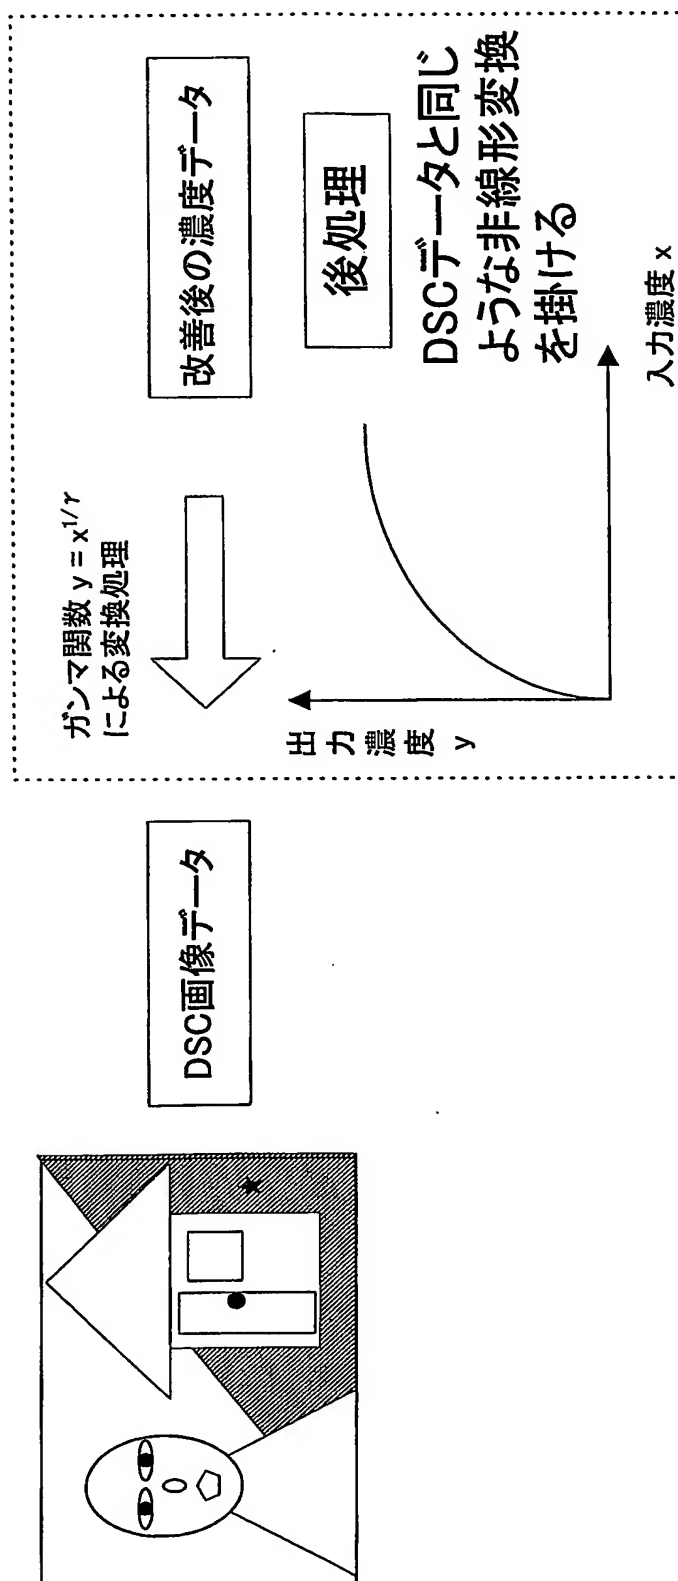 DSC画像データ
ガンマ関数 y = x^{1/γ}
による変換処理
改善後の濃度データ
後処理
DSCデータと同じ
ような非線形変換
を掛ける
出力濃度 y
入力濃度 x